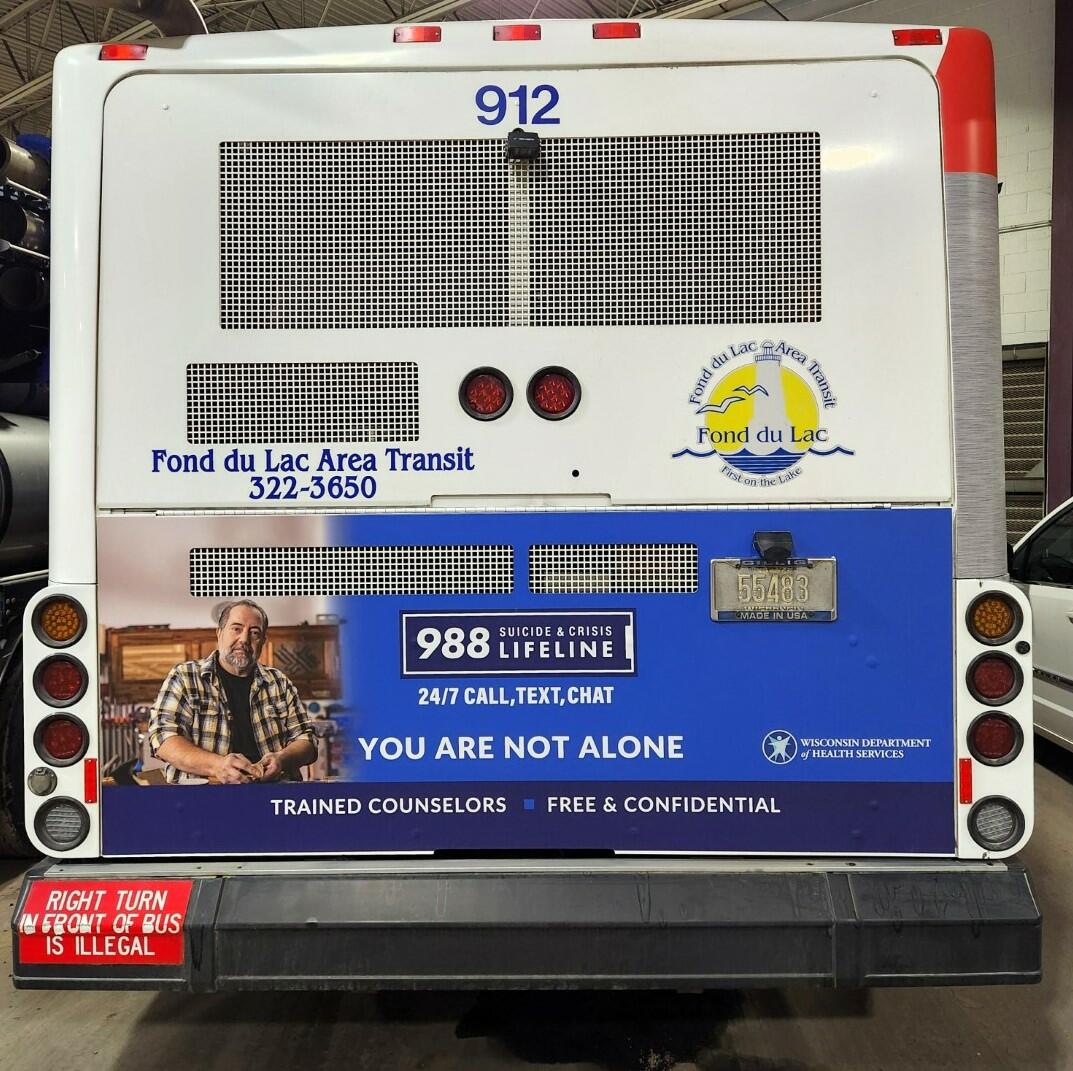 912
Fond du Lac Area Transit
Fond du Lac
First on the Lake
Fond du Lac Area Transit
322-3650
GILLIG
55483
WISCONSIN
MADE IN USA
988 SUICIDE & CRISIS
LIFELINE
24/7 CALL, TEXT, CHAT
YOU ARE NOT ALONE
WISCONSIN DEPARTMENT
of HEALTH SERVICES
TRAINED COUNSELORS FREE & CONFIDENTIAL
RIGHT TURN
IN FRONT OF BUS
IS ILLEGAL